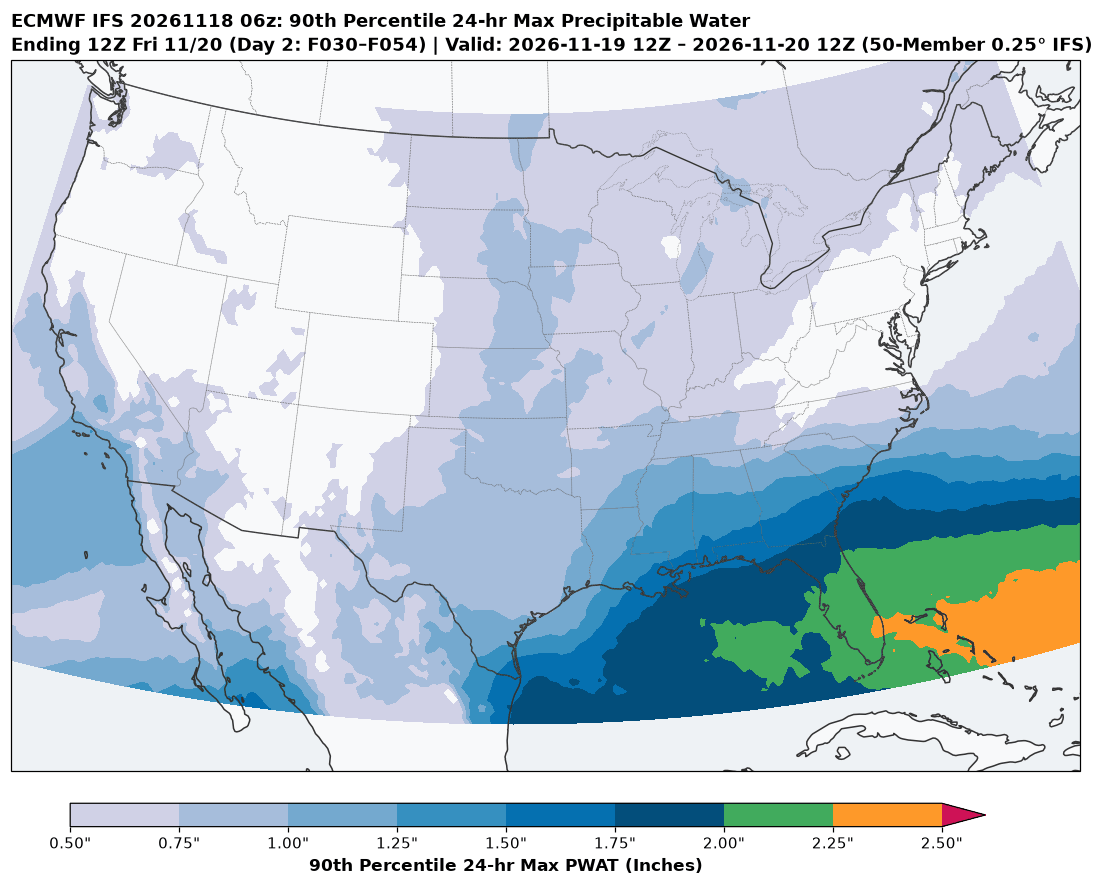 ECMWF IFS 20261118 06z: 90th Percentile 24-hr Max Precipitable Water
Ending 12Z Fri 11/20 (Day 2: F030–F054) | Valid: 2026-11-19 12Z – 2026-11-20 12Z (50-Member 0.25° IFS)
0.50" 0.75" 1.00" 1.25" 1.50" 1.75" 2.00" 2.25" 2.50"
90th Percentile 24-hr Max PWAT (Inches)